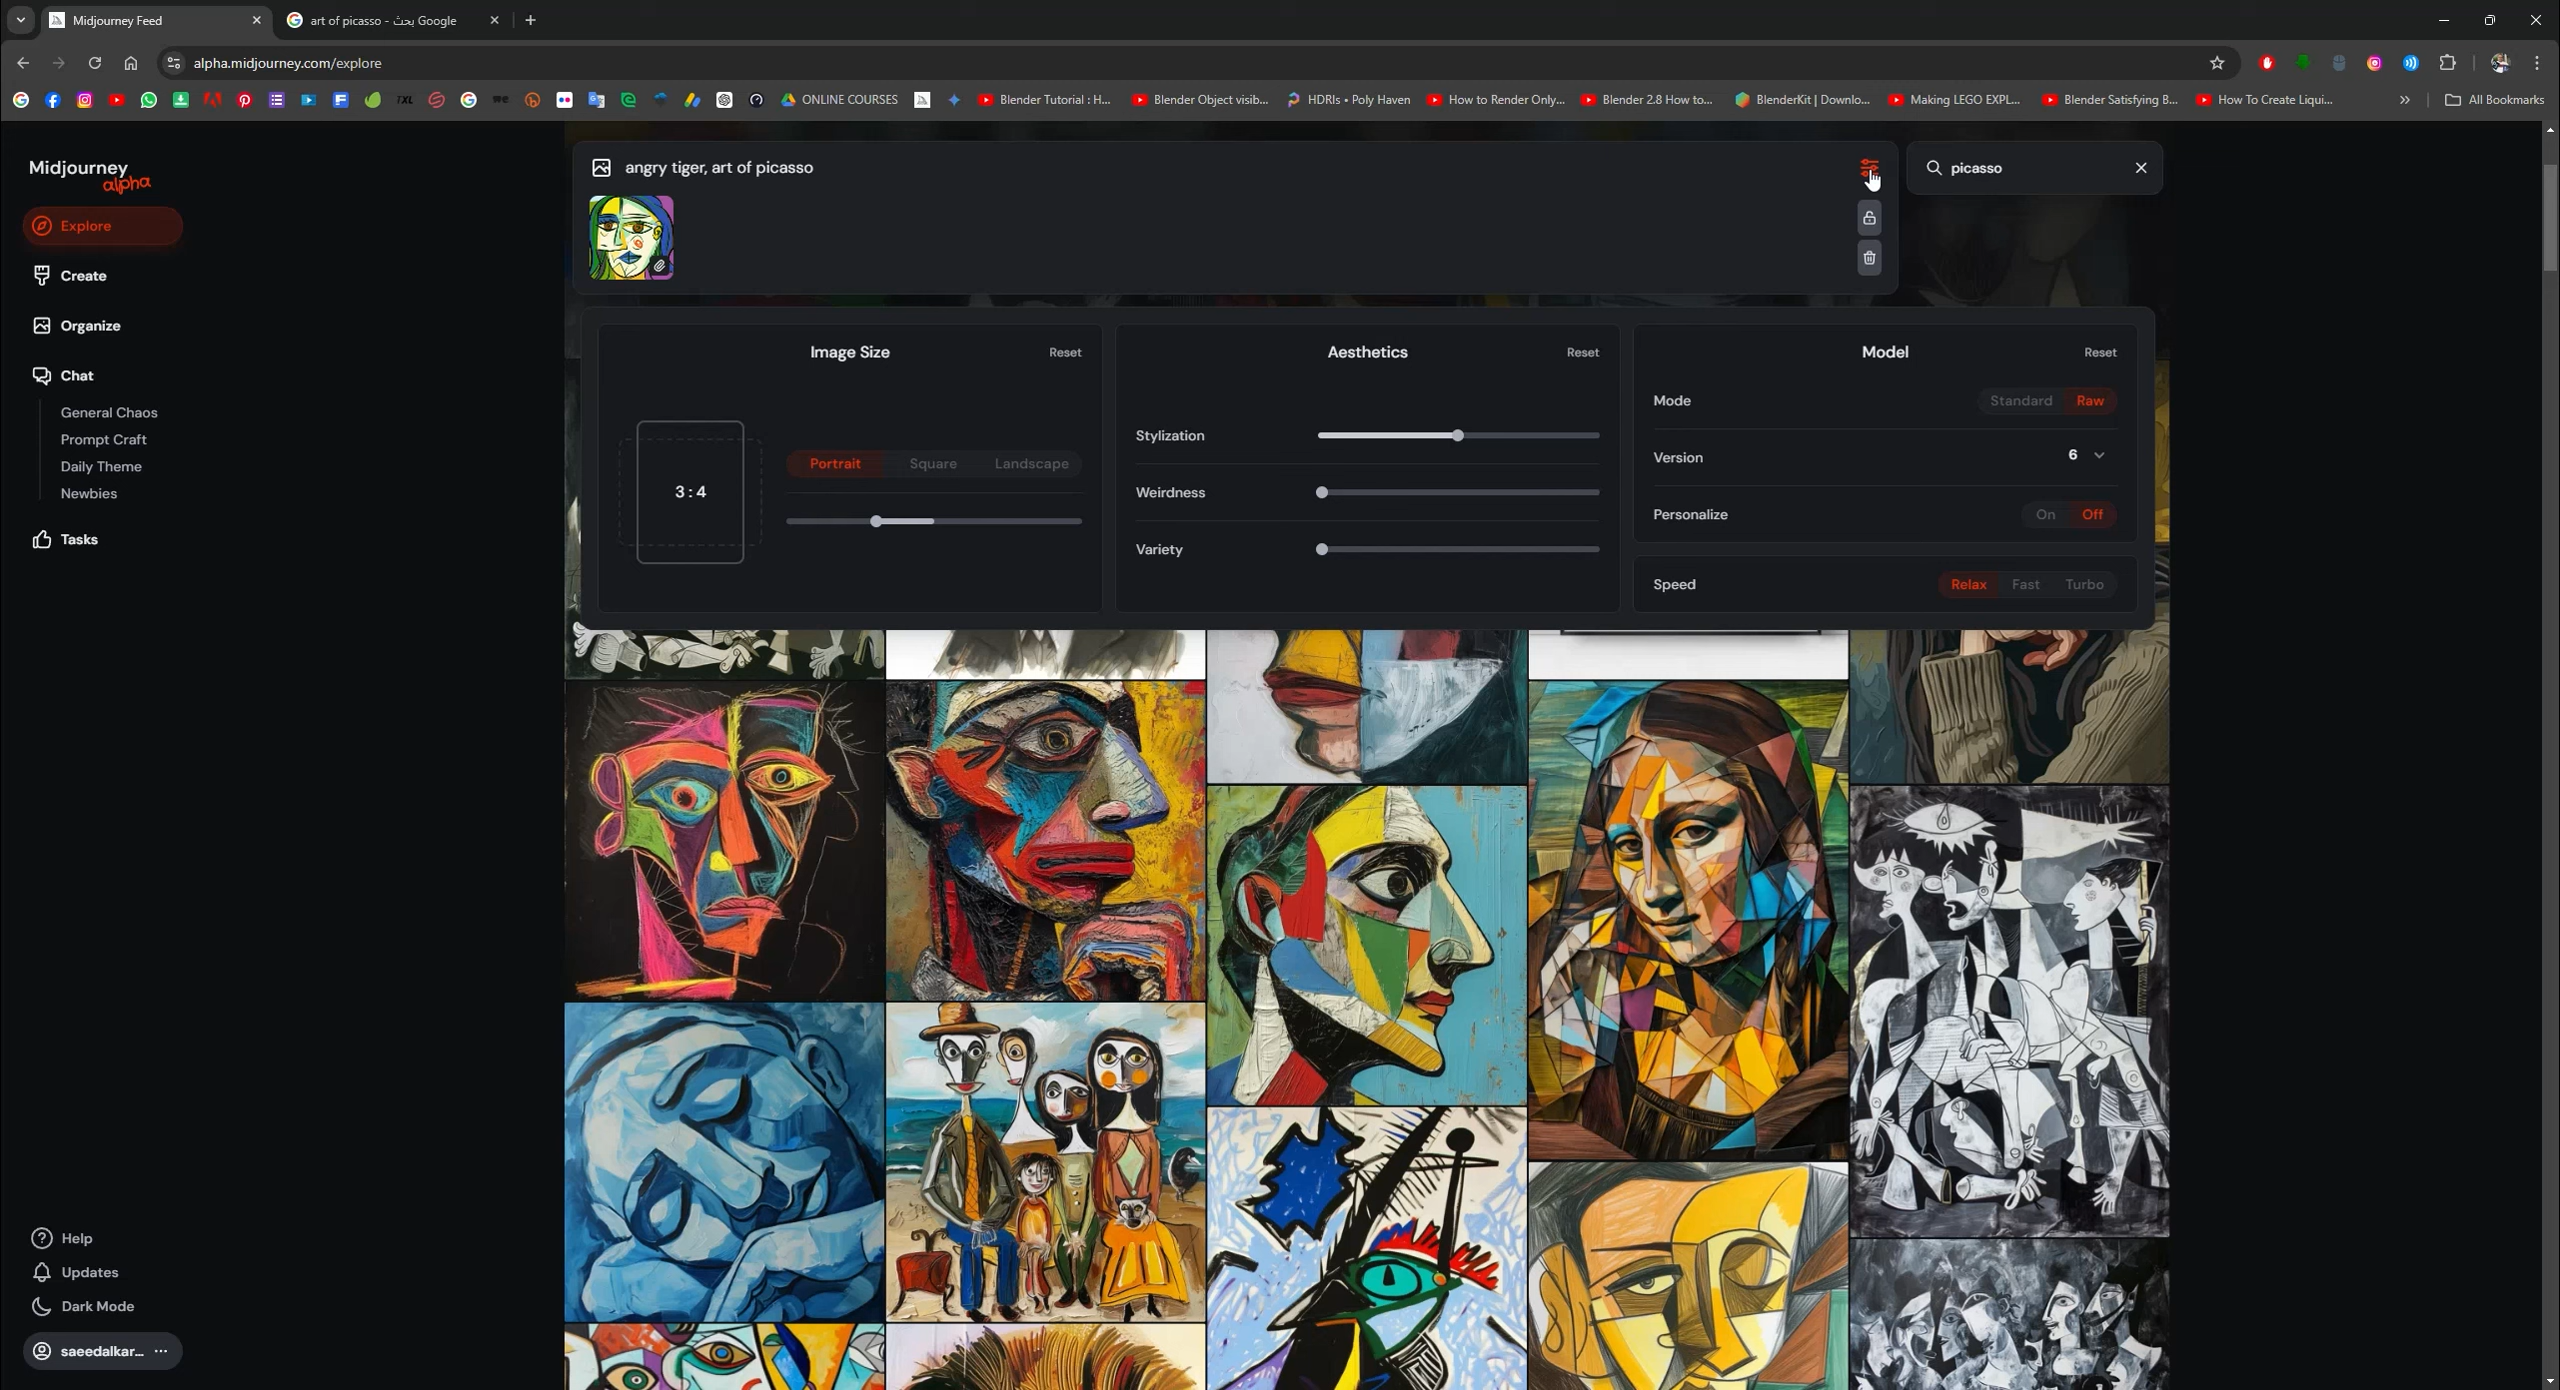 Midjourney Feed
art of picasso - بحث Google
alpha.midjourney.com/explore
ONLINE COURSES
Blender Tutorial : H...
Blender Object visib...
HDRIs • Poly Haven
How to Render Only...
Blender 2.8 How to...
BlenderKit | Downlo...
Making LEGO EXPL...
Blender Satisfying B...
How To Create Liqui...
All Bookmarks
Midjourney
alpha
Explore
Create
Organize
Chat
General Chaos
Prompt Craft
Daily Theme
Newbies
Tasks
Help
Updates
Dark Mode
saeedalkar...
angry tiger, art of picasso
picasso
Image Size
Reset
3 : 4
Portrait
Square
Landscape
Aesthetics
Reset
Stylization
Weirdness
Variety
Model
Reset
Mode
Standard
Raw
Version
6
Personalize
On
Off
Speed
Relax
Fast
Turbo